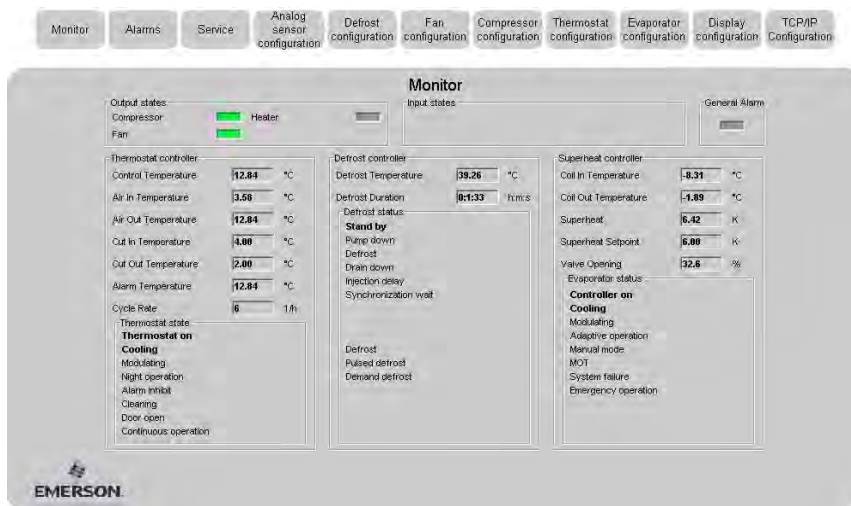 Monitor
Alarms
Service
Analog
sensor
configuration
Defrost
configuration
Fan
configuration
Compressor
configuration
Thermostat
configuration
Evaporator
configuration
Display
configuration
TCP/IP
Configuration
Monitor
Output states
Compressor
Heater
Fan
Input states
General Alarm
Thermostat controller
Control Temperature 12.84 °C
Air In Temperature 3.58 °C
Air Out Temperature 12.84 °C
Cut In Temperature 4.00 °C
Cut Out Temperature 2.00 °C
Alarm Temperature 12.84 °C
Cycle Rate 6 1/h
Thermostat state
Thermostat on
Cooling
Modulating
Night operation
Alarm inhibit
Cleaning
Door open
Continuous operation
Defrost controller
Defrost Temperature 39.26 °C
Defrost Duration 0:1:33 h:m:s
Defrost status
Stand by
Pump down
Defrost
Drain down
Injection delay
Synchronization wait
Defrost
Pulsed defrost
Demand defrost
Superheat controller
Coil In Temperature -8.31 °C
Coil Out Temperature -1.89 °C
Superheat 6.42 K
Superheat Setpoint 6.00 K
Valve Opening 32.6 %
Evaporator status
Controller on
Cooling
Modulating
Adaptive operation
Manual mode
MOT
System failure
Emergency operation
EMERSON.